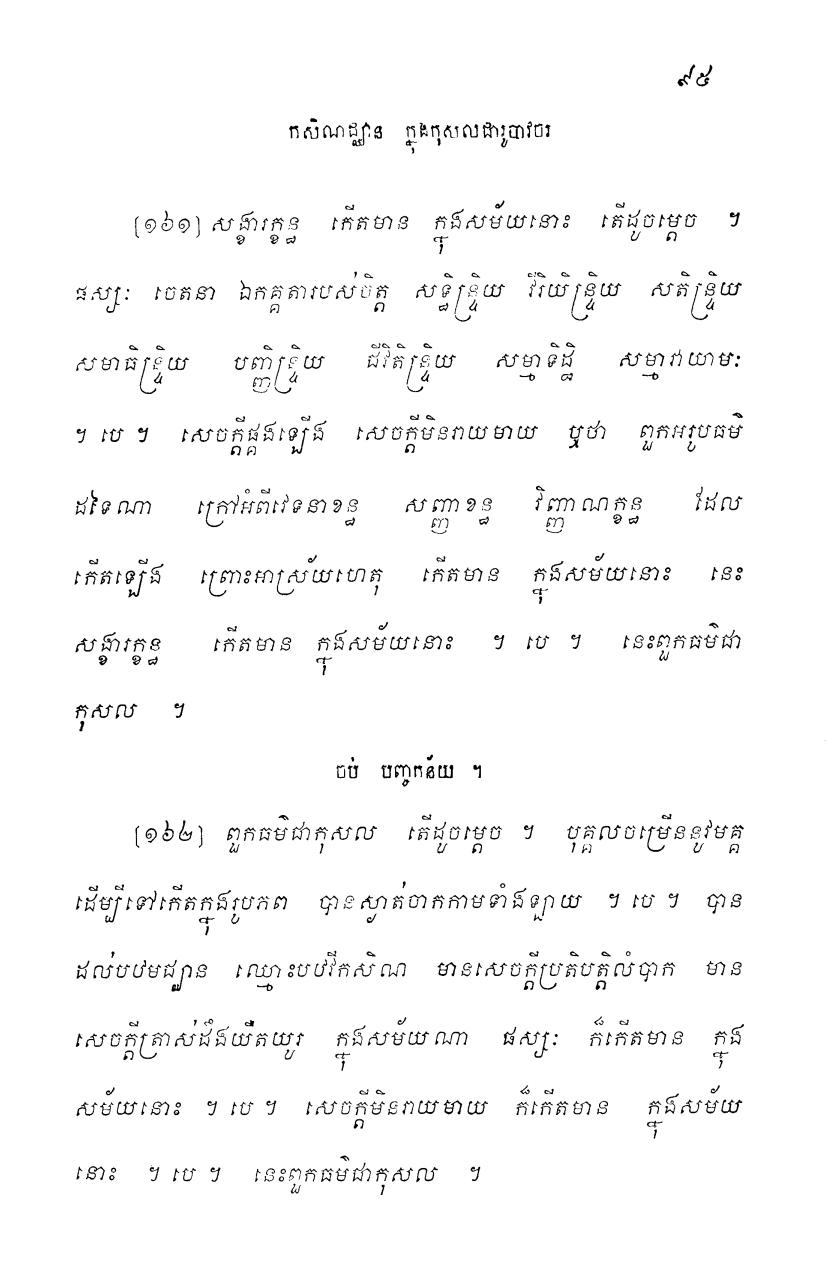 ៩៥
កសិណជ្ឈាន ក្នុងកុសលជារូបាវចរ
[១៦១] សង្ខារក្ខន្ធ កើតមាន ក្នុងសម័យនោះ តើដូចម្តេច ។
ផស្សៈ ចេតនា ឯកគ្គតារបស់ចិត្ត សទ្ធិន្ទ្រិយ វីរិយិន្ទ្រិយ សតិន្ទ្រិយ
សមាធិន្ទ្រិយ បញ្ញិន្ទ្រិយ ជីវិតិន្ទ្រិយ សម្មាទិដ្ឋិ សម្មាវាយាមៈ
។ បេ ។ សេចក្តីផ្គងឡើង សេចក្តីមិនរាយមាយ ឬថា ពួកអរូបធម៌
ដទៃណា ក្រៅអំពីវេទនាខន្ធ សញ្ញាខន្ធ វិញ្ញាណក្ខន្ធ ដែល
កើតឡើង ព្រោះអាស្រ័យហេតុ កើតមាន ក្នុងសម័យនោះ នេះ
សង្ខារក្ខន្ធ កើតមាន ក្នុងសម័យនោះ ។ បេ ។ នេះពួកធម៌ជា
កុសល ។
ចប់ បញ្ចកន័យ ។
[១៦២] ពួកធម៌ជាកុសល តើដូចម្តេច ។ បុគ្គលចម្រើននូវមគ្គ
ដើម្បីទៅកើតក្នុងរូបភព បានស្ងាត់ចាកកាមទាំងឡាយ ។ បេ ។ បាន
ដល់បឋមជ្ឈាន ឈ្មោះបឋវីកសិណ មានសេចក្តីប្រតិបត្តិលំបាក មាន
សេចក្តីត្រាស់ដឹងយឺតយូរ ក្នុងសម័យណា ផស្សៈ ក៏កើតមាន ក្នុង
សម័យនោះ ។ បេ ។ សេចក្តីមិនរាយមាយ ក៏កើតមាន ក្នុងសម័យ
នោះ ។ បេ ។ នេះពួកធម៌ជាកុសល ។